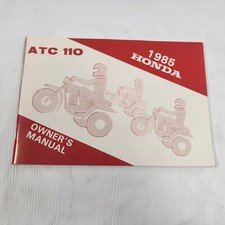 ATC 110
1985
HONDA
OWNER'S
MANUAL